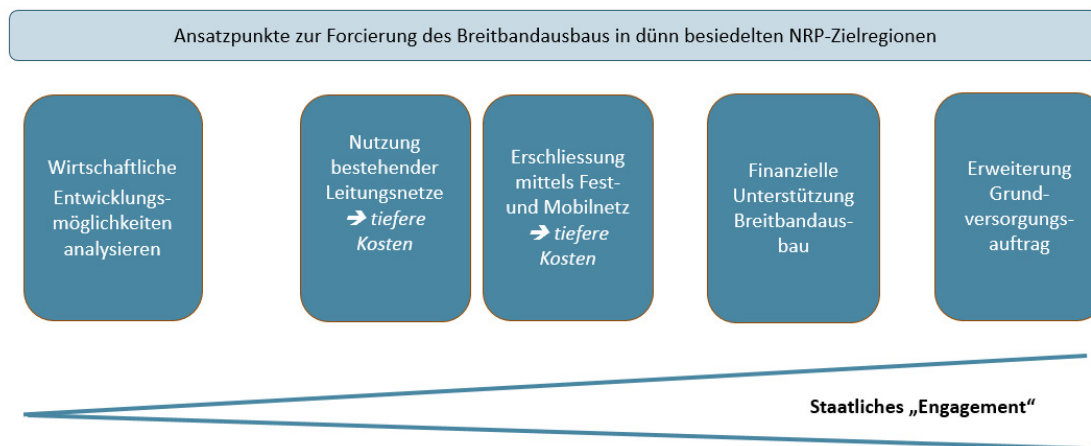 Ansatzpunkte zur Forcierung des Breitbandausbaus in dünn besiedelten NRP-Zielregionen
Wirtschaftliche
Entwicklungs-
möglichkeiten
analysieren
Nutzung
bestehender
Leitungsnetze
➔ tiefere
Kosten
Erschliessung
mittels Fest-
und Mobilnetz
➔ tiefere
Kosten
Finanzielle
Unterstützung
Breitbandaus-
bau
Erweiterung
Grund-
versorgungs-
auftrag
Staatliches „Engagement“